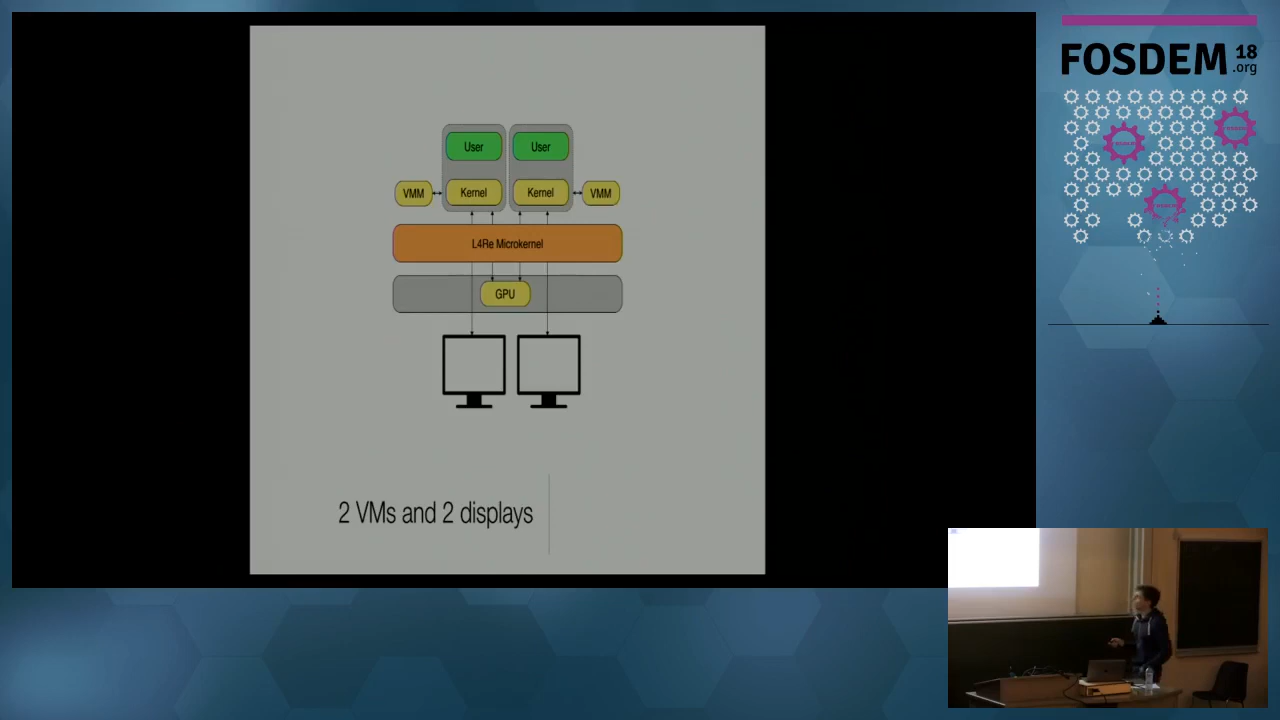 User
User
VMM
Kernel
Kernel
VMM
L4Re Microkernel
GPU
2 VMs and 2 displays
FOSDEM 18
.org